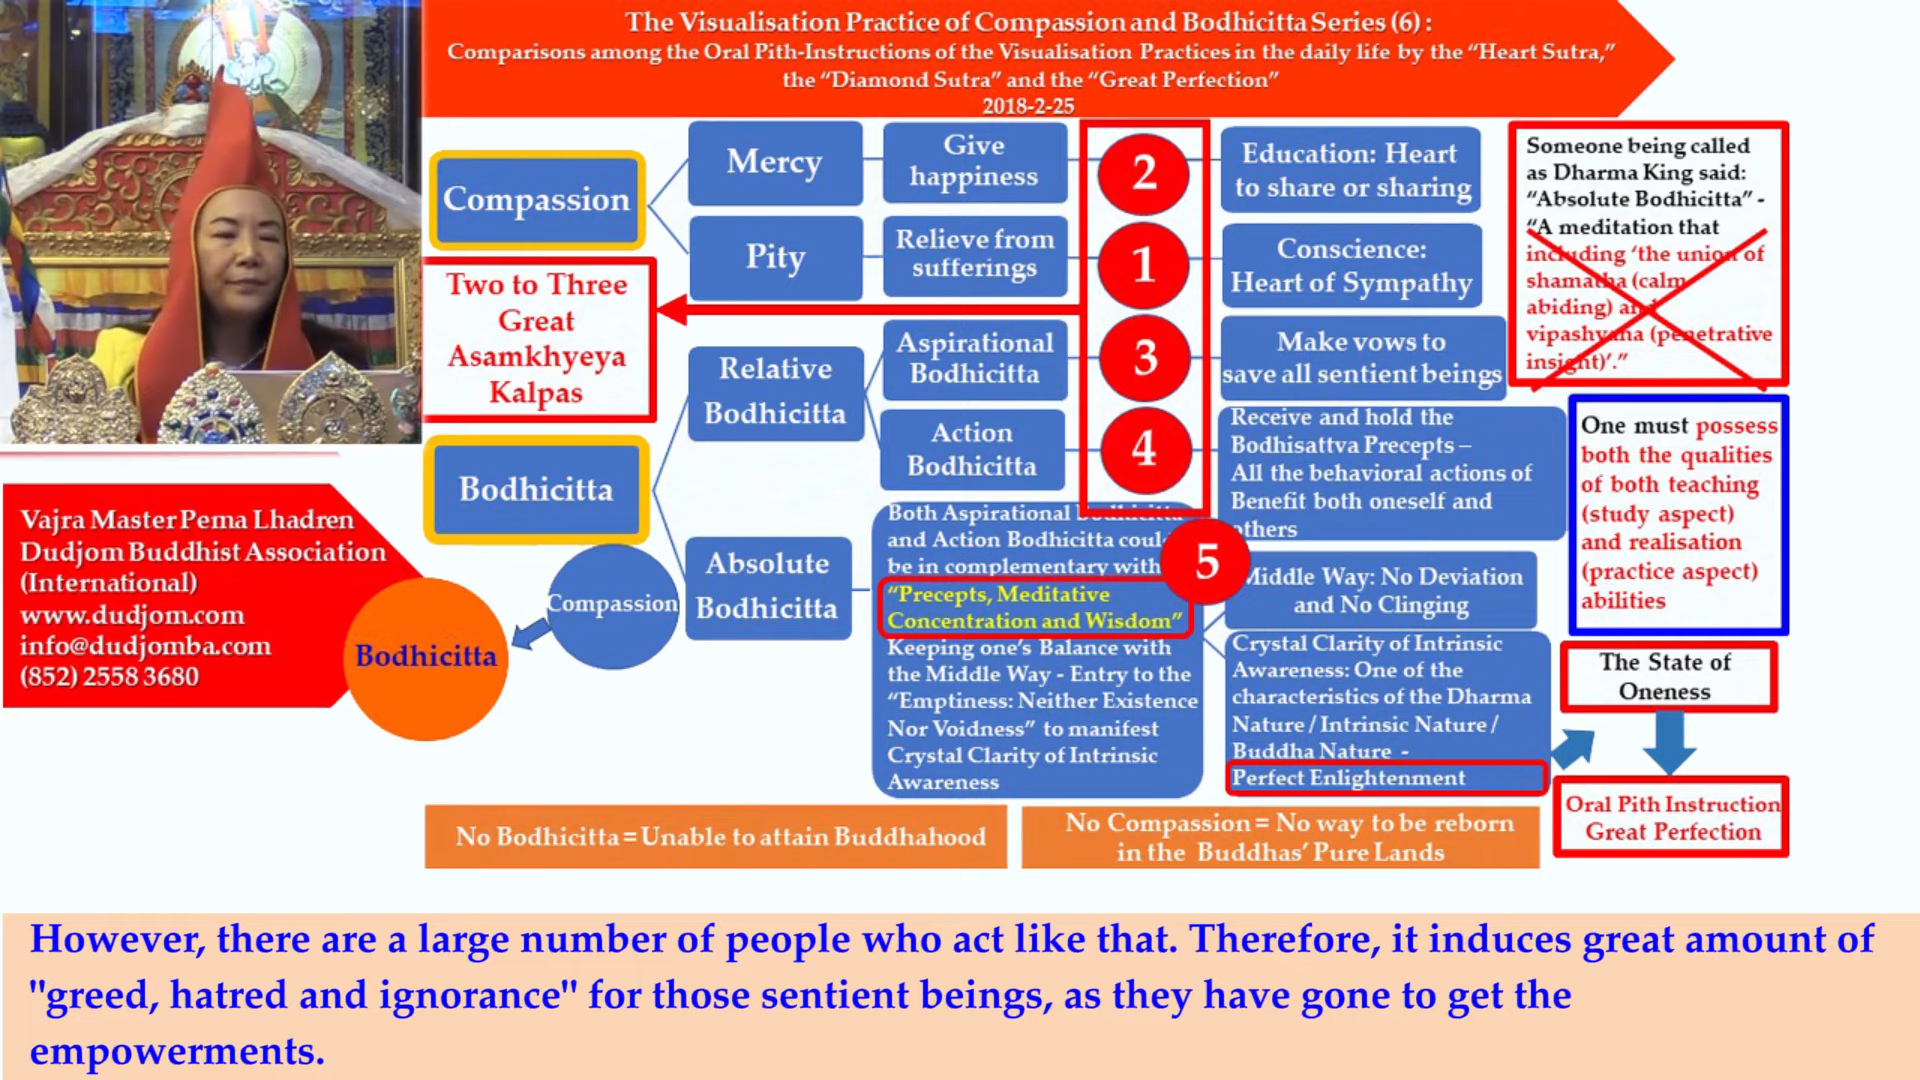 The Visualisation Practice of Compassion and Bodhicitta Series (6) :
Comparisons among the Oral Pith-Instructions of the Visualisation Practices in the daily life by the “Heart Sutra,”
the “Diamond Sutra” and the “Great Perfection”
2018-2-25
Compassion
Mercy
Give
happiness
2
Education: Heart
to share or sharing
Pity
Relieve from
sufferings
1
Conscience:
Heart of Sympathy
Someone being called
as Dharma King said:
“Absolute Bodhicitta” -
“A meditation that
including ‘the union of
shamatha (calm
abiding) and
vipashyana (penetrative
insight)’.”
Two to Three
Great
Asamkhyeya
Kalpas
Bodhicitta
Relative
Bodhicitta
Aspirational
Bodhicitta
3
Make vows to
save all sentient beings
Action
Bodhicitta
4
Receive and hold the
Bodhisattva Precepts –
All the behavioral actions of
Benefit both oneself and
others
One must possess
both the qualities
of both teaching
(study aspect)
and realisation
(practice aspect)
abilities
Absolute
Bodhicitta
Both Aspirational Bodhicitta
and Action Bodhicitta could
be in complementary with
“Precepts, Meditative
Concentration and Wisdom”
Keeping one’s Balance with
the Middle Way - Entry to the
“Emptiness: Neither Existence
Nor Voidness” to manifest
Crystal Clarity of Intrinsic
Awareness
5
Middle Way: No Deviation
and No Clinging
Crystal Clarity of Intrinsic
Awareness: One of the
characteristics of the Dharma
Nature / Intrinsic Nature /
Buddha Nature -
Perfect Enlightenment
The State of
Oneness
Oral Pith Instruction
Great Perfection
Compassion
Bodhicitta
Vajra Master Pema Lhadren
Dudjom Buddhist Association
(International)
www.dudjom.com
info@dudjomba.com
(852) 2558 3680
No Bodhicitta = Unable to attain Buddhahood
No Compassion = No way to be reborn
in the Buddhas’ Pure Lands
However, there are a large number of people who act like that. Therefore, it induces great amount of
"greed, hatred and ignorance" for those sentient beings, as they have gone to get the
empowerments.